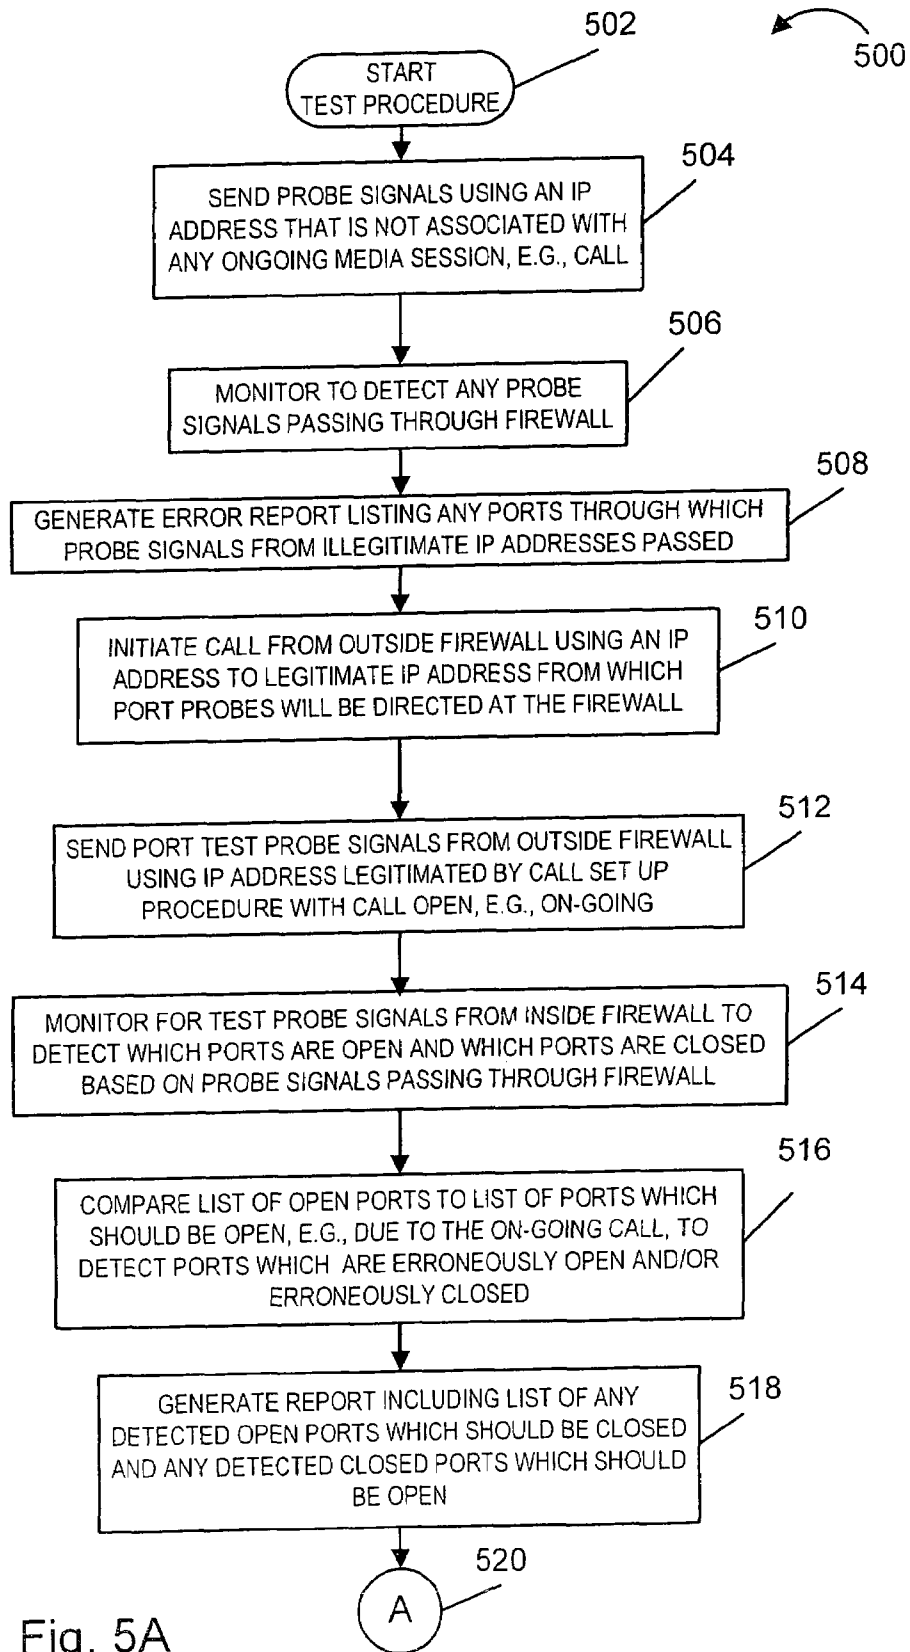 500
502
START
TEST PROCEDURE
504
SEND PROBE SIGNALS USING AN IP
ADDRESS THAT IS NOT ASSOCIATED WITH
ANY ONGOING MEDIA SESSION, E.G., CALL
506
MONITOR TO DETECT ANY PROBE
SIGNALS PASSING THROUGH FIREWALL
508
GENERATE ERROR REPORT LISTING ANY PORTS THROUGH WHICH
PROBE SIGNALS FROM ILLEGITIMATE IP ADDRESSES PASSED
510
INITIATE CALL FROM OUTSIDE FIREWALL USING AN IP
ADDRESS TO LEGITIMATE IP ADDRESS FROM WHICH
PORT PROBES WILL BE DIRECTED AT THE FIREWALL
512
SEND PORT TEST PROBE SIGNALS FROM OUTSIDE FIREWALL
USING IP ADDRESS LEGITIMATED BY CALL SET UP
PROCEDURE WITH CALL OPEN, E.G., ON-GOING
514
MONITOR FOR TEST PROBE SIGNALS FROM INSIDE FIREWALL TO
DETECT WHICH PORTS ARE OPEN AND WHICH PORTS ARE CLOSED
BASED ON PROBE SIGNALS PASSING THROUGH FIREWALL
516
COMPARE LIST OF OPEN PORTS TO LIST OF PORTS WHICH
SHOULD BE OPEN, E.G., DUE TO THE ON-GOING CALL, TO
DETECT PORTS WHICH ARE ERRONEOUSLY OPEN AND/OR
ERRONEOUSLY CLOSED
518
GENERATE REPORT INCLUDING LIST OF ANY
DETECTED OPEN PORTS WHICH SHOULD BE CLOSED
AND ANY DETECTED CLOSED PORTS WHICH SHOULD
BE OPEN
520
A
Fig. 5A